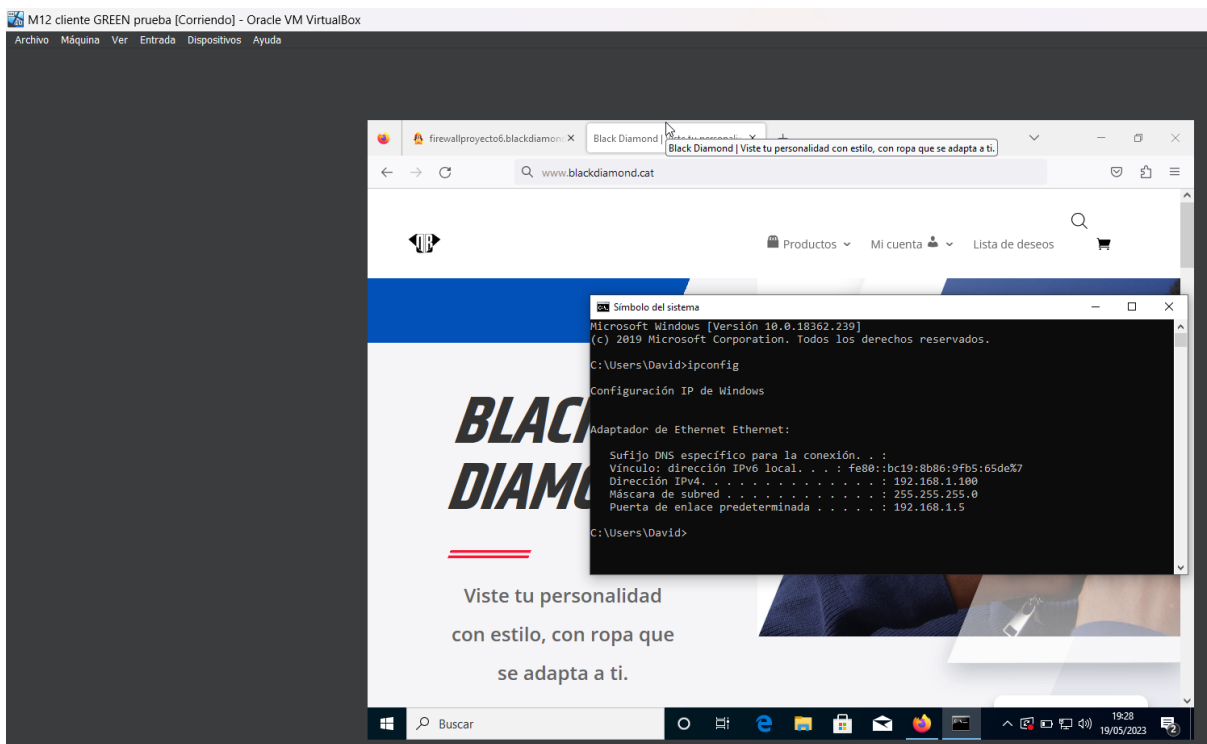 M12 cliente GREEN prueba [Corriendo] - Oracle VM VirtualBox
Archivo Máquina Ver Entrada Dispositivos Ayuda
firewallproyecto6.blackdiamon
Black Diamond |
Black Diamond | Viste tu personalidad con estilo, con ropa que se adapta a ti.
www.blackdiamond.cat
Productos Mi cuenta Lista de deseos
Símbolo del sistema
Microsoft Windows [Versión 10.0.18362.239]
(c) 2019 Microsoft Corporation. Todos los derechos reservados.
C:\Users\David>ipconfig
Configuración IP de Windows
Adaptador de Ethernet Ethernet:
Sufijo DNS específico para la conexión. . :
Vínculo: dirección IPv6 local. . . : fe80::bc19:8b86:9fb5:65de%7
Dirección IPv4. . . . . . . . . . . . . . : 192.168.1.100
Máscara de subred . . . . . . . . . . . . : 255.255.255.0
Puerta de enlace predeterminada . . . . . : 192.168.1.5
C:\Users\David>
BLAC
DIAM
Viste tu personalidad
con estilo, con ropa que
se adapta a ti.
Buscar
19:28
19/05/2023
2